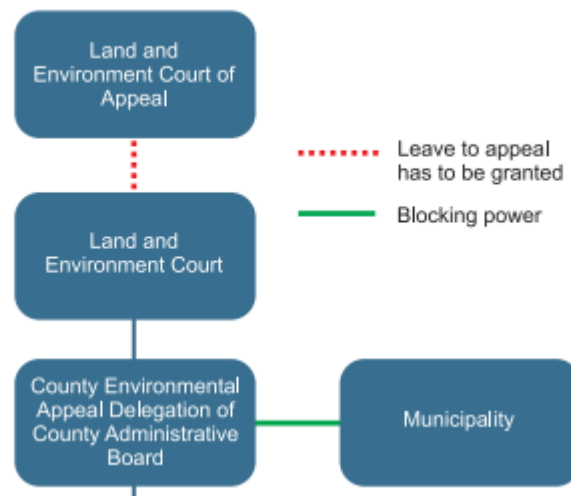 Land and
Environment Court of
Appeal
Leave to appeal
has to be granted
Blocking power
Land and
Environment Court
County Environmental
Appeal Delegation of
County Administrative
Board
Municipality